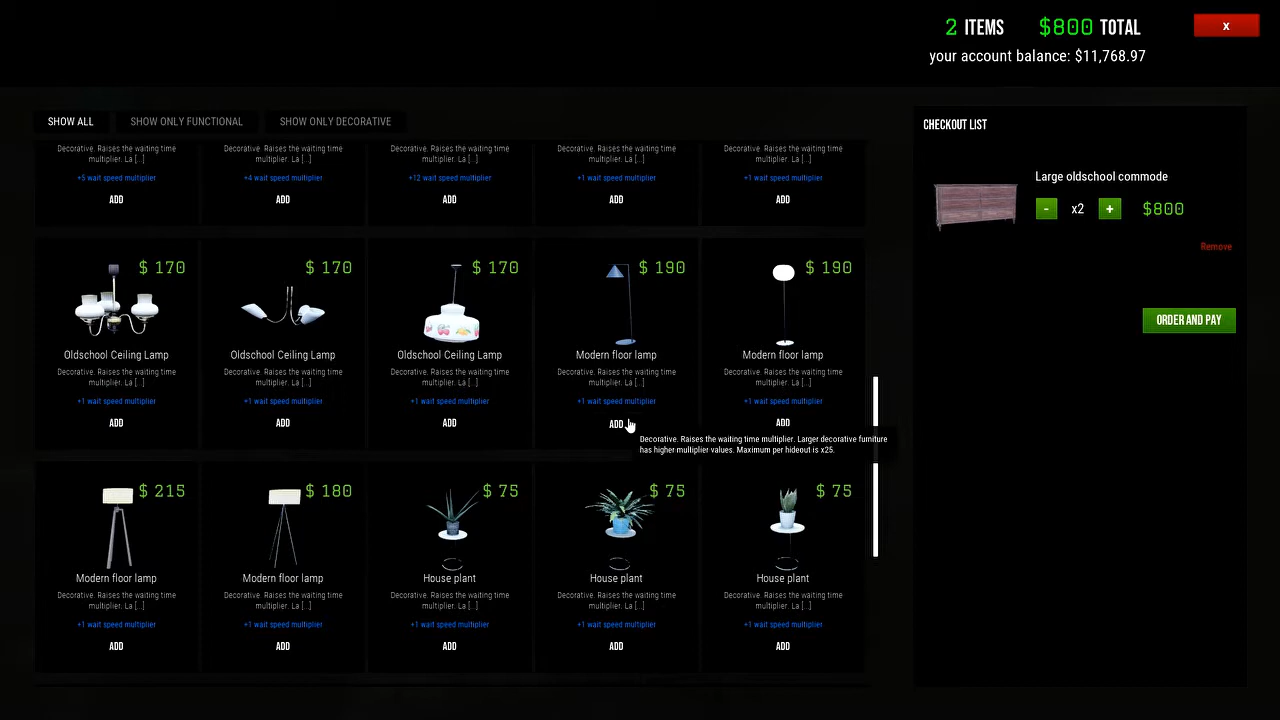 2 ITEMS $800 TOTAL
x
your account balance: $11,768.97
SHOW ALL SHOW ONLY FUNCTIONAL SHOW ONLY DECORATIVE
CHECKOUT LIST
Decorative. Raises the waiting time
multiplier. La [...]
+5 wait speed multiplier
ADD
Decorative. Raises the waiting time
multiplier. La [...]
+4 wait speed multiplier
ADD
Decorative. Raises the waiting time
multiplier. La [...]
+12 wait speed multiplier
ADD
Decorative. Raises the waiting time
multiplier. La [...]
+1 wait speed multiplier
ADD
Decorative. Raises the waiting time
multiplier. La [...]
+1 wait speed multiplier
ADD
$ 170
Oldschool Ceiling Lamp
Decorative. Raises the waiting time
multiplier. La [...]
+1 wait speed multiplier
ADD
$ 170
Oldschool Ceiling Lamp
Decorative. Raises the waiting time
multiplier. La [...]
+1 wait speed multiplier
ADD
$ 170
Oldschool Ceiling Lamp
Decorative. Raises the waiting time
multiplier. La [...]
+1 wait speed multiplier
ADD
$ 190
Modern floor lamp
Decorative. Raises the waiting time
multiplier. La [...]
+1 wait speed multiplier
ADD
$ 190
Modern floor lamp
Decorative. Raises the waiting time
multiplier. La [...]
+1 wait speed multiplier
ADD
Decorative. Raises the waiting time multiplier. Larger decorative furniture
has higher multiplier values. Maximum per hideout is x25.
$ 215
Modern floor lamp
Decorative. Raises the waiting time
multiplier. La [...]
+1 wait speed multiplier
ADD
$ 180
Modern floor lamp
Decorative. Raises the waiting time
multiplier. La [...]
+1 wait speed multiplier
ADD
$ 75
House plant
Decorative. Raises the waiting time
multiplier. La [...]
+1 wait speed multiplier
ADD
$ 75
House plant
Decorative. Raises the waiting time
multiplier. La [...]
+1 wait speed multiplier
ADD
$ 75
House plant
Decorative. Raises the waiting time
multiplier. La [...]
+1 wait speed multiplier
ADD
Large oldschool commode
- x2 + $800
Remove
ORDER AND PAY